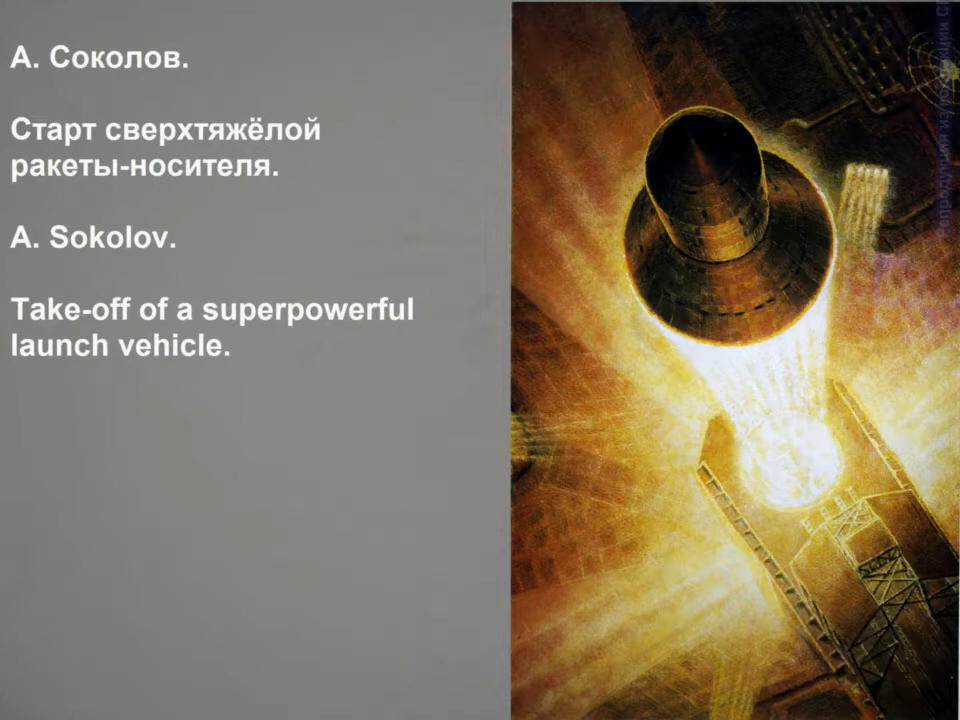 А. Соколов.
Старт сверхтяжёлой
ракеты-носителя.
A. Sokolov.
Take-off of a superpowerful
launch vehicle.